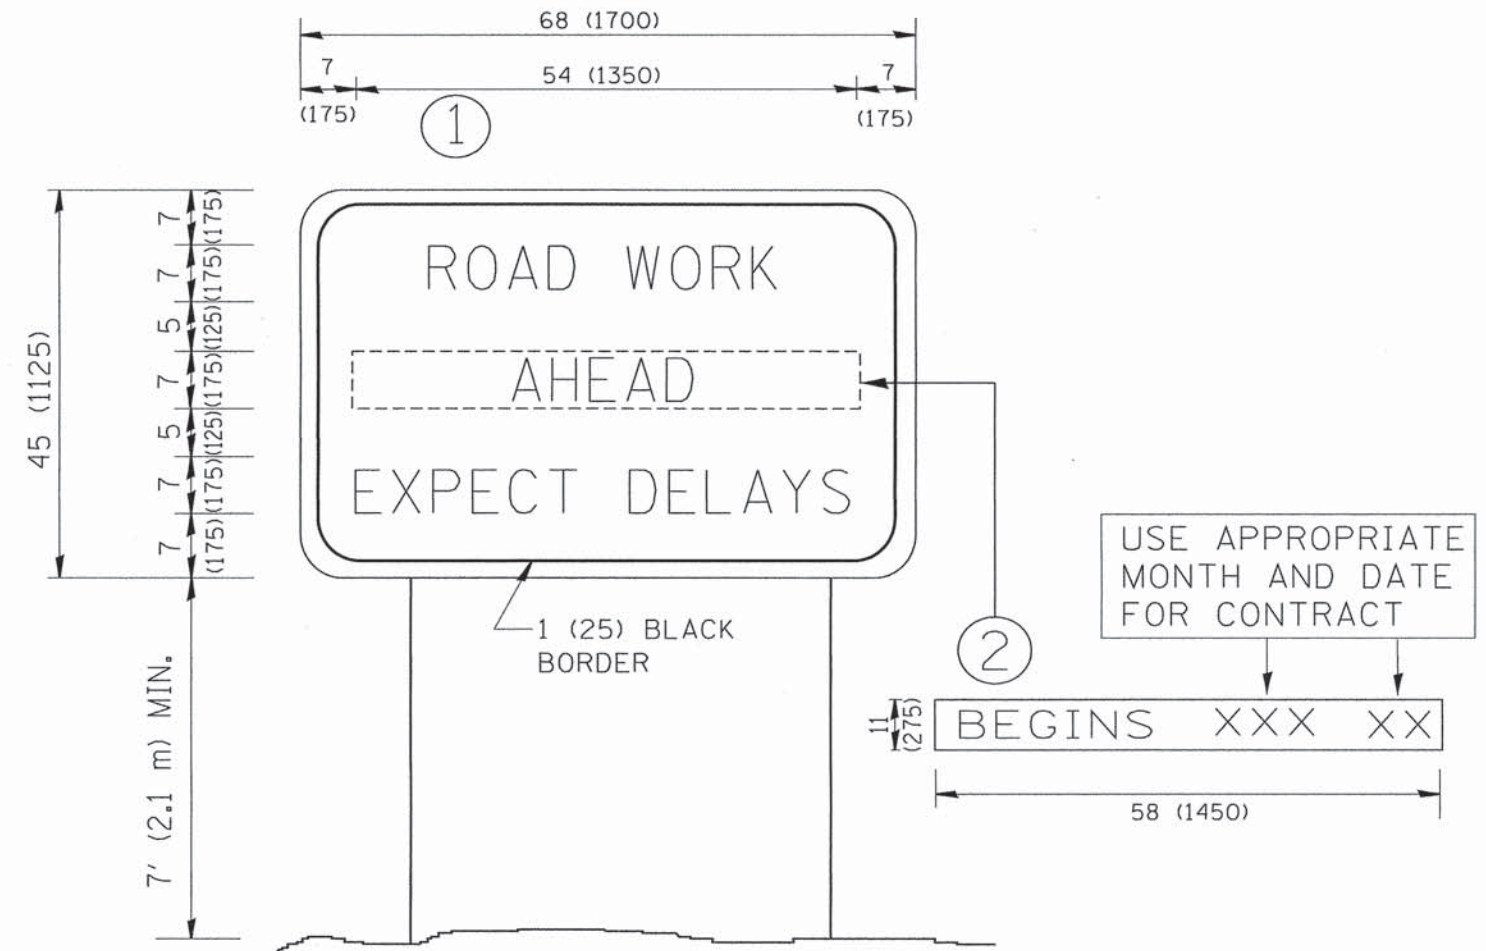 68 (1700)
7 54 (1350) 7
(175) (175)
1
7 (175)
ROAD WORK
7 (175)
5 (125)
AHEAD
7 (175)
45 (1125)
5 (125)
EXPECT DELAYS
7 (175)
7 (175)
USE APPROPRIATE
MONTH AND DATE
FOR CONTRACT
1 (25) BLACK
BORDER
2
7' (2.1 m) MIN.
11
(275)
BEGINS XXX XX
58 (1450)